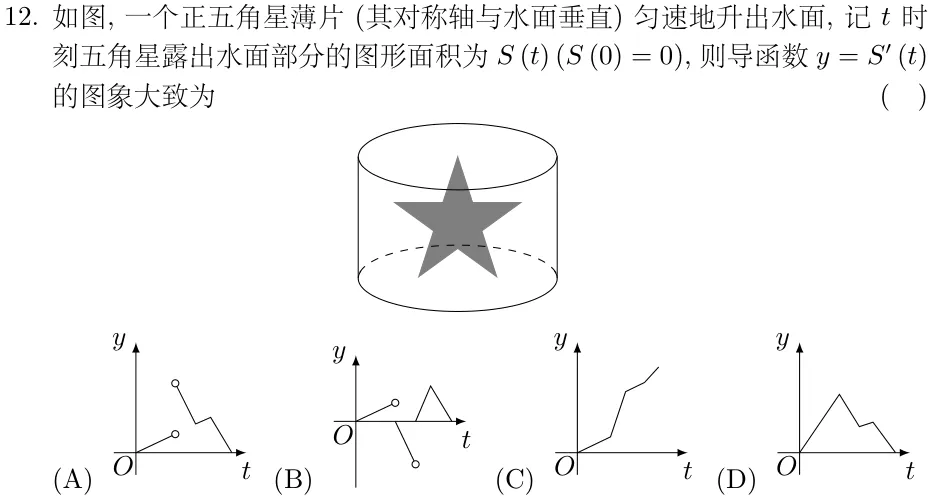 12. 如图, 一个正五角星薄片 (其对称轴与水面垂直) 匀速地升出水面, 记 t 时
刻五角星露出水面部分的图形面积为 S (t) (S (0) = 0), 则导函数 y = S′ (t)
的图象大致为 ( )
y
O
t
(A)
y
O
t
(B)
y
O
t
(C)
y
O
t
(D)